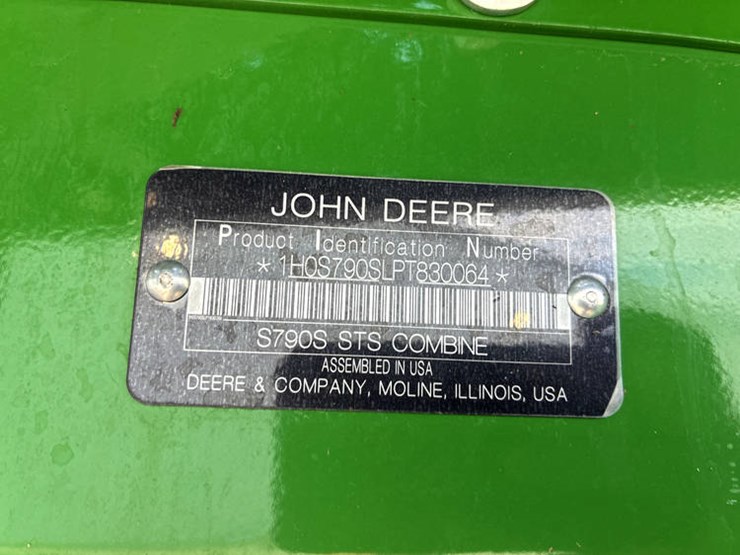 JOHN DEERE
Product Identification Number
*1H0S790SLPT830064*
S790S STS COMBINE
ASSEMBLED IN USA
DEERE & COMPANY, MOLINE, ILLINOIS, USA